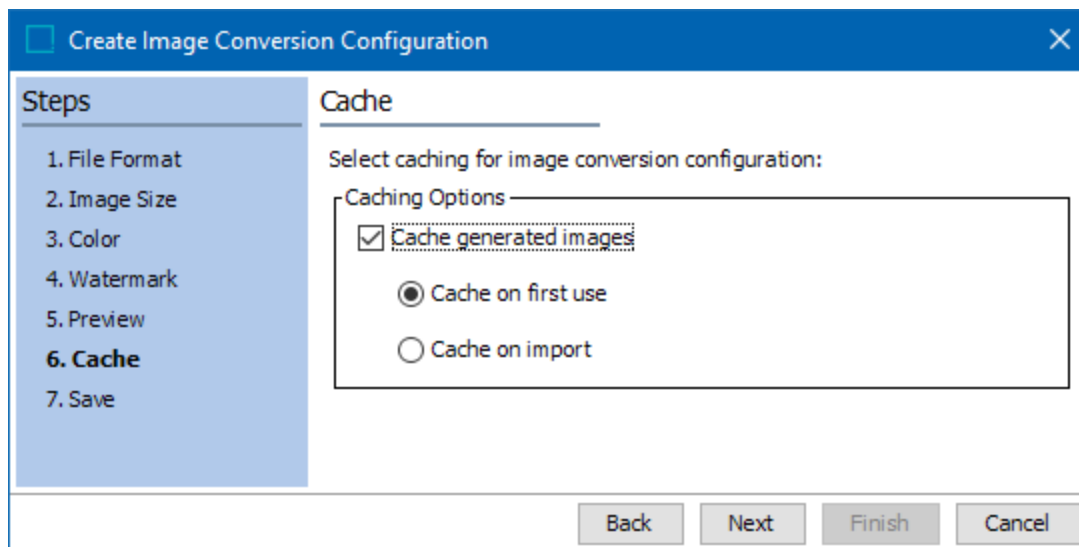 Create Image Conversion Configuration
Steps
1. File Format
2. Image Size
3. Color
4. Watermark
5. Preview
6. Cache
7. Save
Cache
Select caching for image conversion configuration:
Caching Options
Cache generated images
Cache on first use
Cache on import
Back Next Finish Cancel